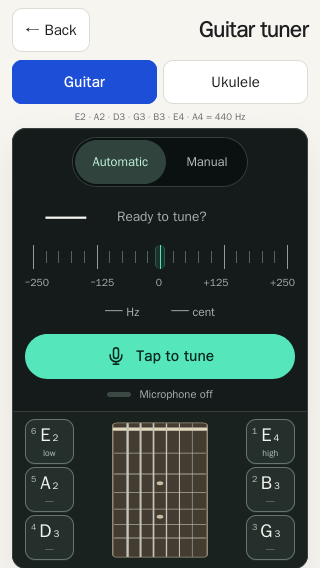 ← Back
Guitar tuner
Guitar
Ukulele
E2 · A2 · D3 · G3 · B3 · E4 · A4 = 440 Hz
Automatic
Manual
— Ready to tune?
−250 −125 0 +125 +250
— Hz — cent
Tap to tune
Microphone off
6 E2 low
1 E4 high
5 A2 —
2 B3 —
4 D3 —
3 G3 —